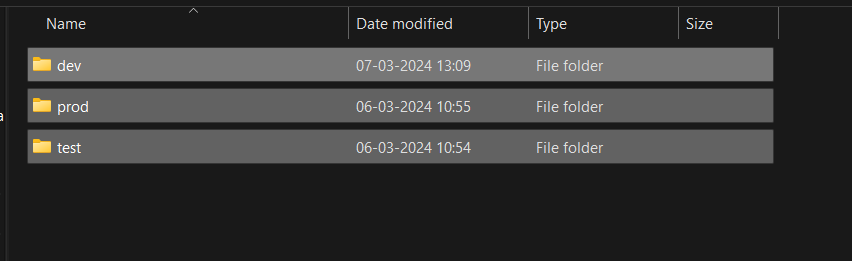 Name Date modified Type Size
dev 07-03-2024 13:09 File folder
prod 06-03-2024 10:55 File folder
test 06-03-2024 10:54 File folder